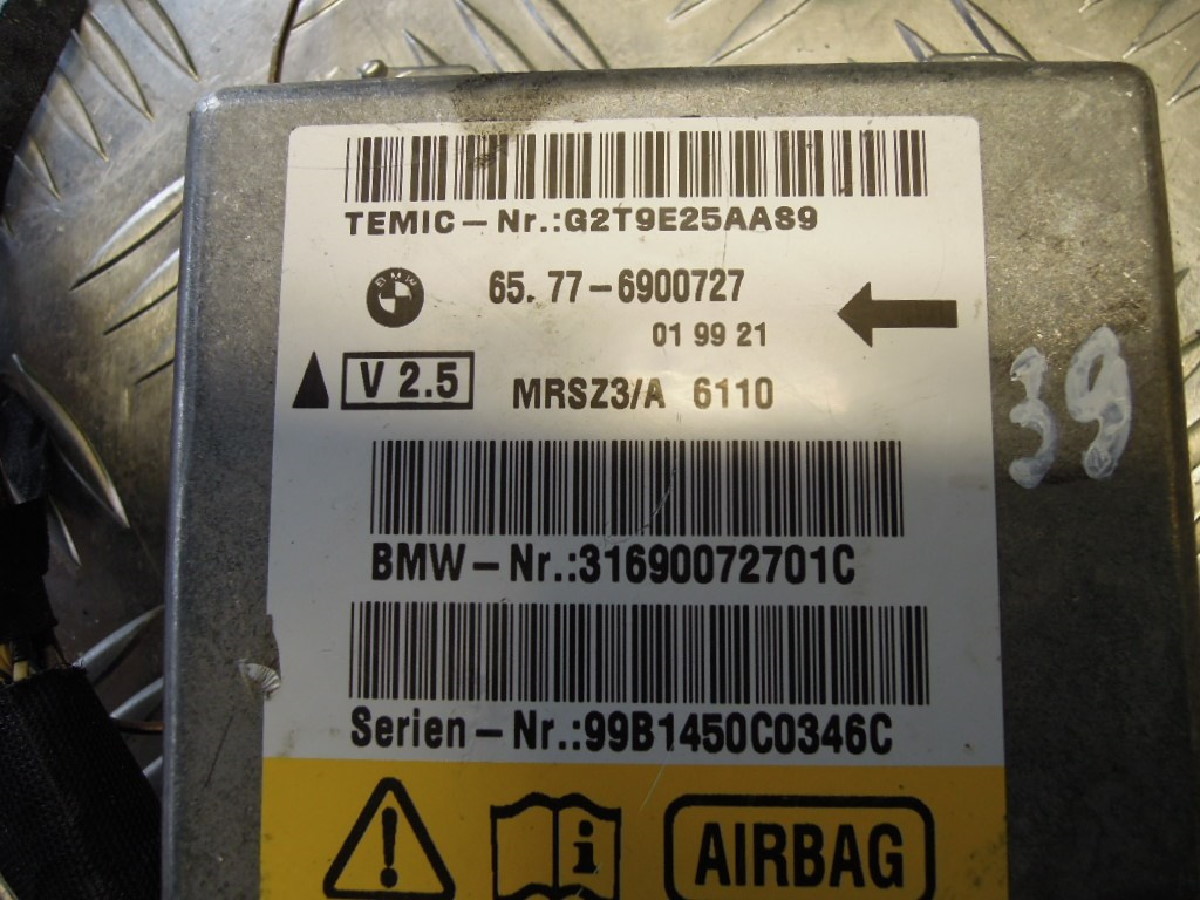 TEMIC-Nr.:G2T9E25AAS9
BMW
65.77-6900727
01 99 21
V 2.5
MRSZ3/A 6110
39
BMW-Nr.:31690072701C
Serien-Nr.:99B1450C0346C
! i AIRBAG